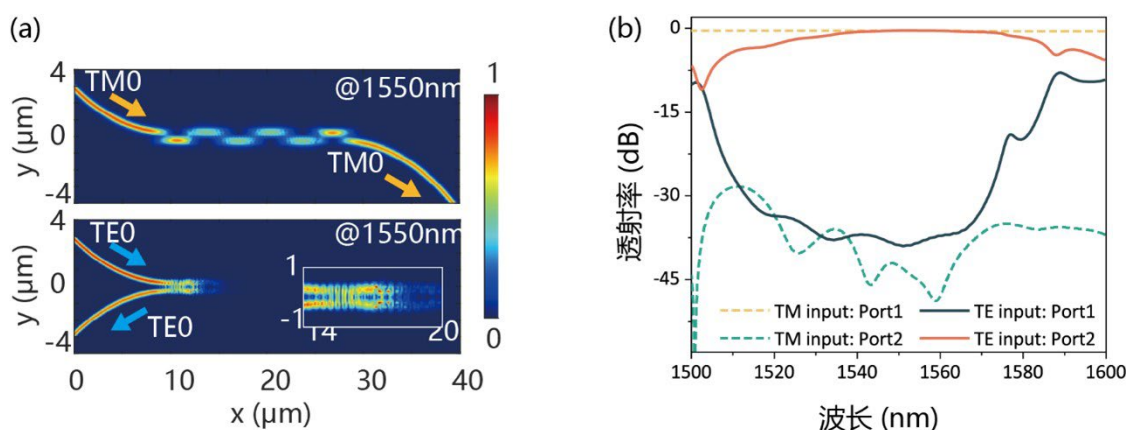 (a)
4
0
-4
y (μm)
TM0
@1550nm
TM0
1
0
4
0
-4
y (μm)
TE0
@1550nm
TE0
1
-1
14
20
0
10
20
30
40
x (μm)
(b)
0
-15
-30
-45
透射率 (dB)
TM input: Port1
TE input: Port1
TM input: Port2
TE input: Port2
1500
1520
1540
1560
1580
1600
波长 (nm)